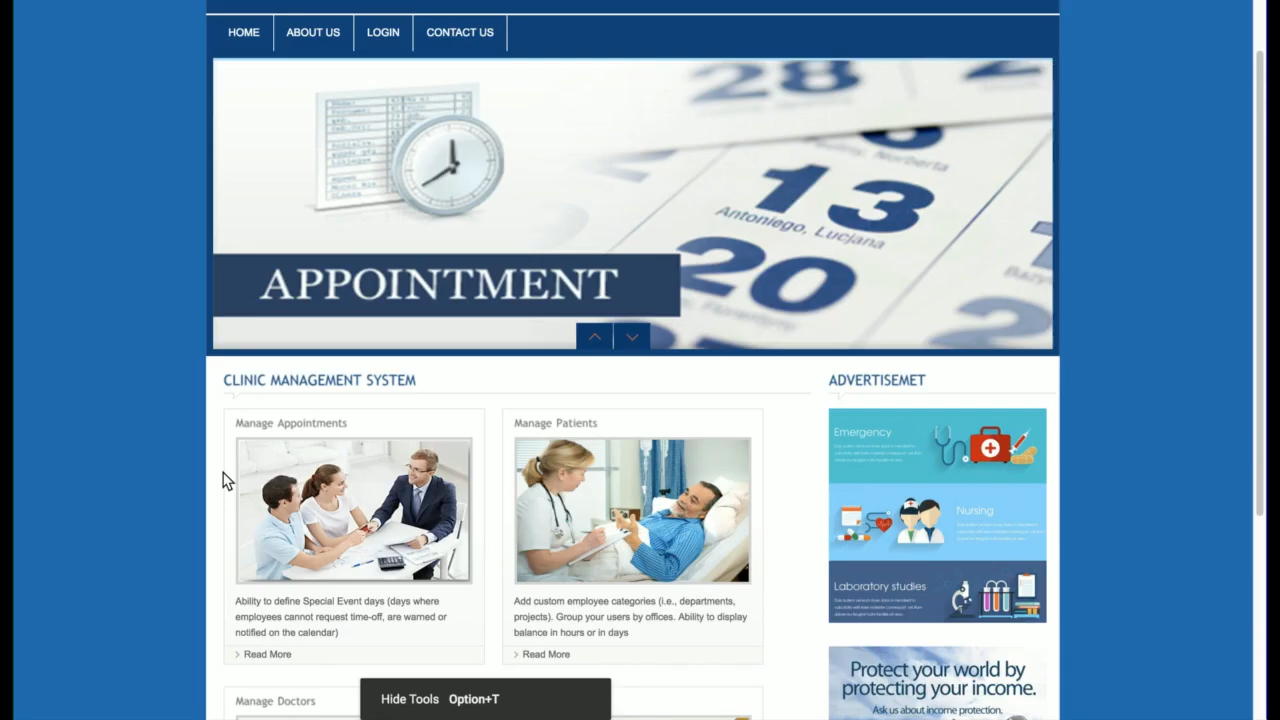 HOME
ABOUT US
LOGIN
CONTACT US
28
6
Norberta
13
Antoniego, Lucjana
20
2
APPOINTMENT
CLINIC MANAGEMENT SYSTEM
ADVERTISEMET
Manage Appointments
Manage Patients
Emergency
Nursing
Laboratory studies
Ability to define Special Event days (days where
employees cannot request time-off, are warned or
notified on the calendar)
Add custom employee categories (i.e., departments,
projects). Group your users by offices. Ability to display
balance in hours or in days
Read More
Read More
Protect your world by
protecting your income.
Ask us about income protection.
Manage Doctors
Hide Tools Option+T